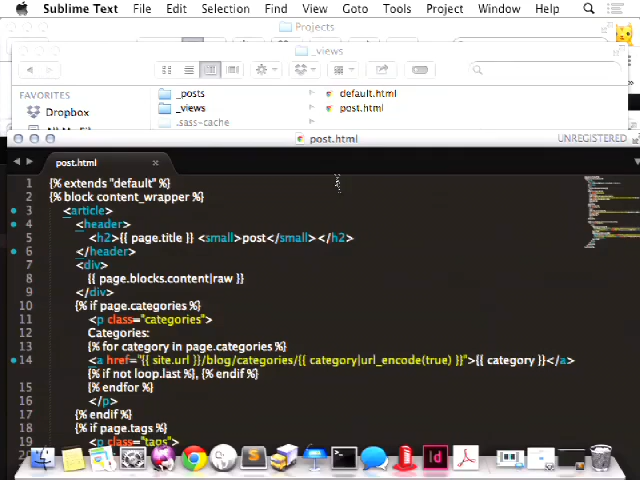 Sublime Text File Edit Selection Find View Goto Tools Project Window Help
Projects
_views
FAVORITES
Dropbox
_posts
_views
.sass-cache
default.html
post.html
post.html
UNREGISTERED
post.html
1 {% extends "default" %}
2 {% block content_wrapper %}
3 <article>
4 <header>
5 <h2>{{ page.title }} <small>post</small></h2>
6 </header>
7 <div>
8 {{ page.blocks.content|raw }}
9 </div>
10 {% if page.categories %}
11 <p class="categories">
12 Categories:
13 {% for category in page.categories %}
14 <a href="{{ site.url }}/blog/categories/{{ category|url_encode(true) }}">{{ category }}</a>
{% if not loop.last %}, {% endif %}
15 {% endfor %}
16 </p>
17 {% endif %}
18 {% if page.tags %}
19 <p class="tags">